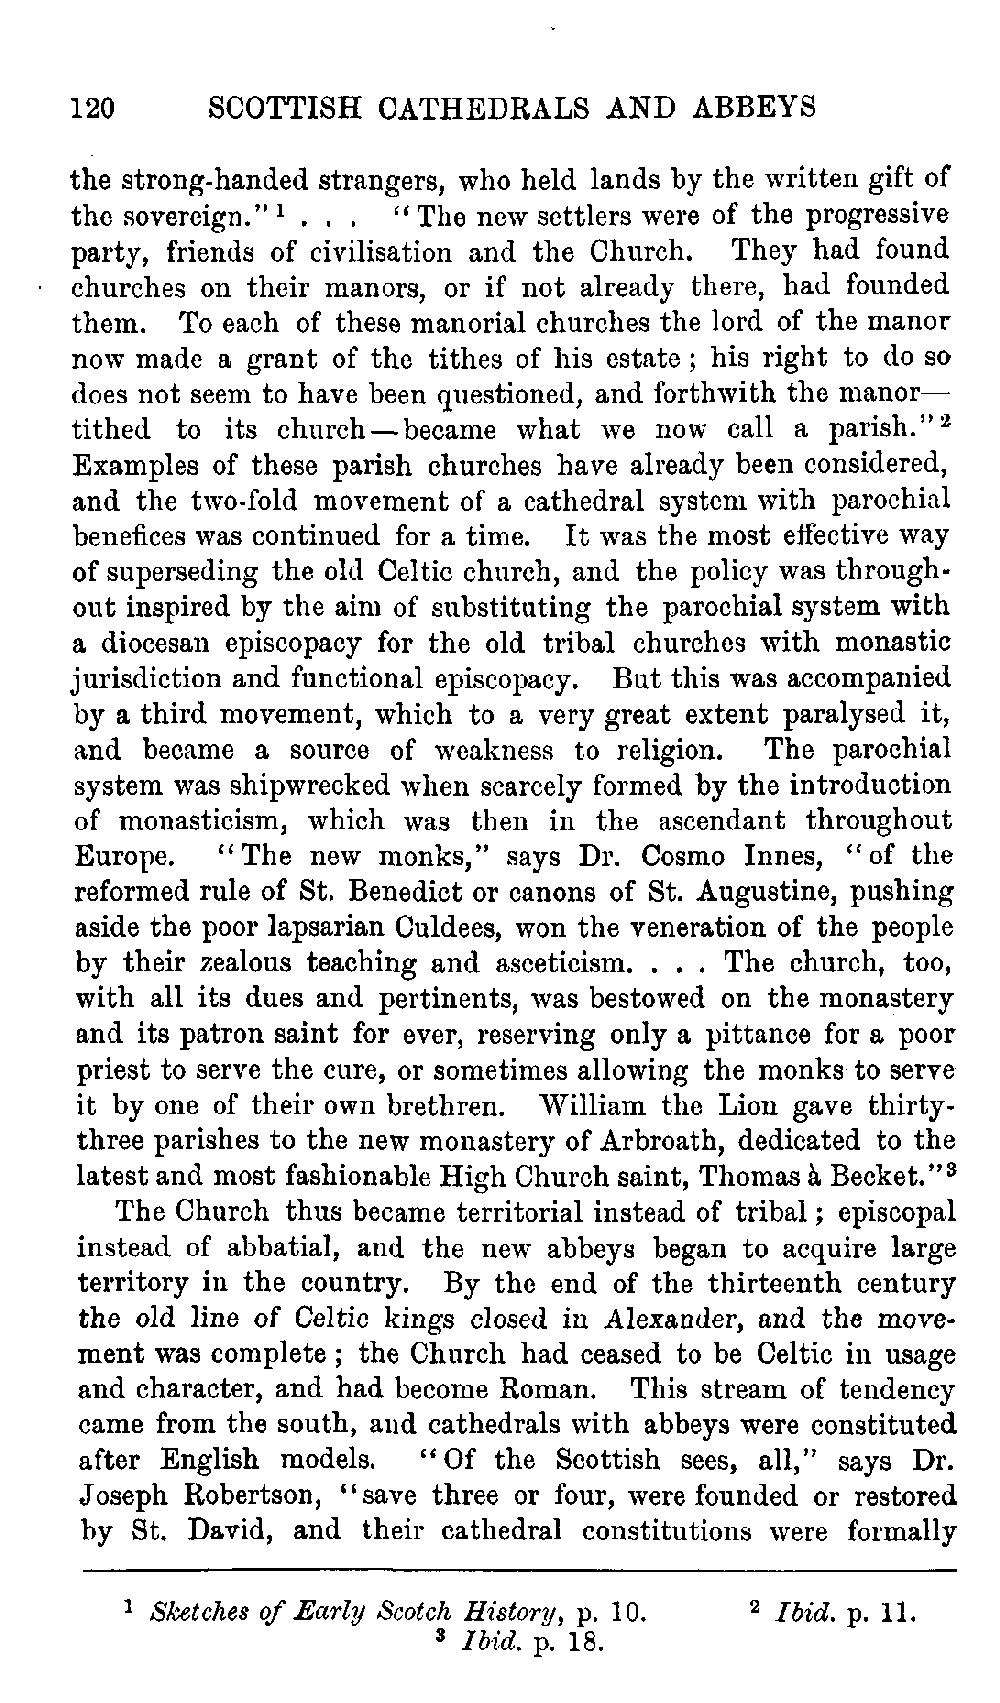 120 SCOTTISH CATHEDRALS AND ABBEYS
the strong-handed strangers, who held lands by the written gift of
the sovereign." 1 . . . "The new settlers were of the progressive
party, friends of civilisation and the Church. They had found
churches on their manors, or if not already there, had founded
them. To each of these manorial churches the lord of the manor
now made a grant of the tithes of his estate; his right to do so
does not seem to have been questioned, and forthwith the manor—
tithed to its church—became what we now call a parish." 2
Examples of these parish churches have already been considered,
and the two-fold movement of a cathedral system with parochial
benefices was continued for a time. It was the most effective way
of superseding the old Celtic church, and the policy was through-
out inspired by the aim of substituting the parochial system with
a diocesan episcopacy for the old tribal churches with monastic
jurisdiction and functional episcopacy. But this was accompanied
by a third movement, which to a very great extent paralysed it,
and became a source of weakness to religion. The parochial
system was shipwrecked when scarcely formed by the introduction
of monasticism, which was then in the ascendant throughout
Europe. "The new monks," says Dr. Cosmo Innes, "of the
reformed rule of St. Benedict or canons of St. Augustine, pushing
aside the poor lapsarian Culdees, won the veneration of the people
by their zealous teaching and asceticism. . . . The church, too,
with all its dues and pertinents, was bestowed on the monastery
and its patron saint for ever, reserving only a pittance for a poor
priest to serve the cure, or sometimes allowing the monks to serve
it by one of their own brethren. William the Lion gave thirty-
three parishes to the new monastery of Arbroath, dedicated to the
latest and most fashionable High Church saint, Thomas à Becket." 3
The Church thus became territorial instead of tribal; episcopal
instead of abbatial, and the new abbeys began to acquire large
territory in the country. By the end of the thirteenth century
the old line of Celtic kings closed in Alexander, and the move-
ment was complete; the Church had ceased to be Celtic in usage
and character, and had become Roman. This stream of tendency
came from the south, and cathedrals with abbeys were constituted
after English models. "Of the Scottish sees, all," says Dr.
Joseph Robertson, "save three or four, were founded or restored
by St. David, and their cathedral constitutions were formally
1 Sketches of Early Scotch History, p. 10. 2 Ibid. p. 11.
3 Ibid. p. 18.